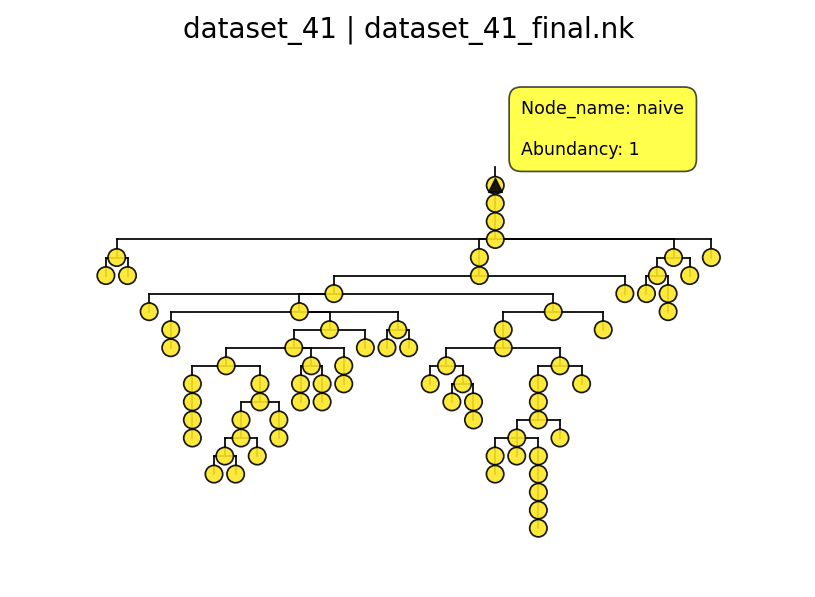 dataset_41 | dataset_41_final.nk
Node_name: naive
Abundancy: 1